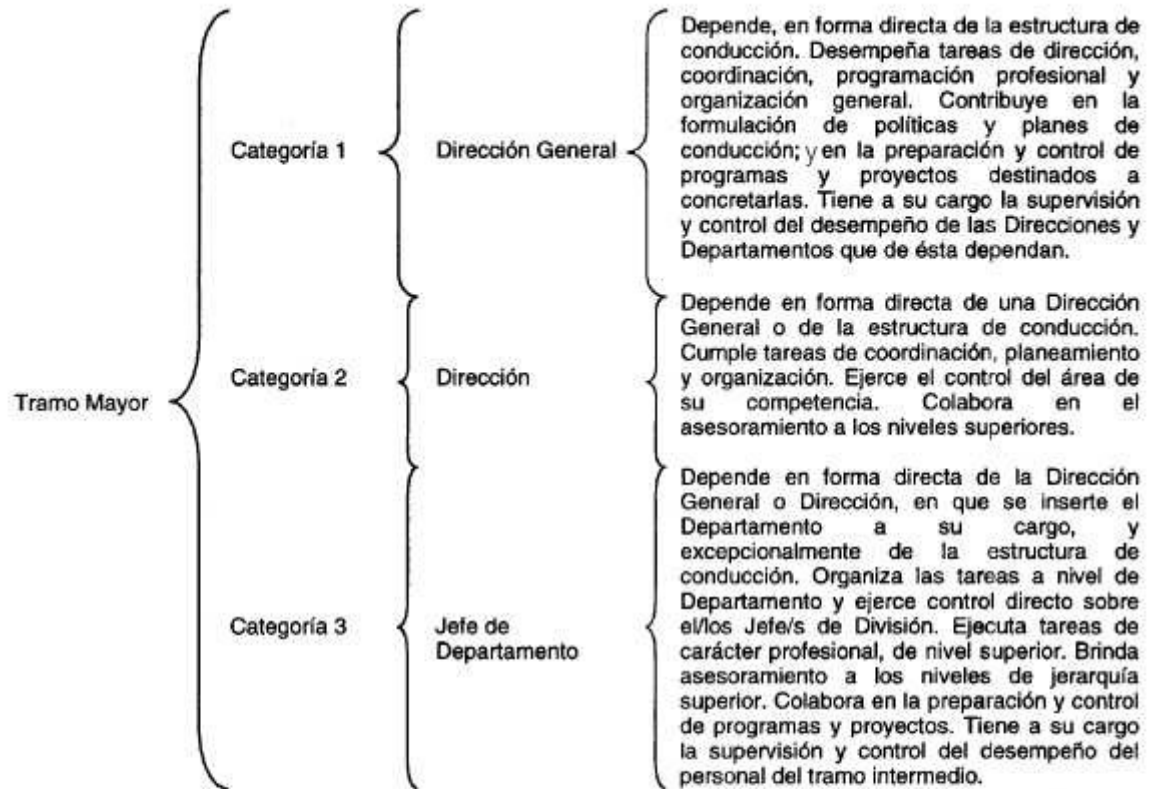 Tramo Mayor
Categoría 1
Dirección General
Depende, en forma directa de la estructura de
conducción. Desempeña tareas de dirección,
coordinación, programación profesional y
organización general. Contribuye en la
formulación de políticas y planes de
conducción; y en la preparación y control de
programas y proyectos destinados a
concretarlas. Tiene a su cargo la supervisión
y control del desempeño de las Direcciones y
Departamentos que de ésta dependan.
Categoría 2
Dirección
Depende en forma directa de una Dirección
General o de la estructura de conducción.
Cumple tareas de coordinación, planeamiento
y organización. Ejerce el control del área de
su competencia. Colabora en el
asesoramiento a los niveles superiores.
Categoría 3
Jefe de
Departamento
Depende en forma directa de la Dirección
General o Dirección, en que se inserte el
Departamento a su cargo, y
excepcionalmente de la estructura de
conducción. Organiza las tareas a nivel de
Departamento y ejerce control directo sobre
el/los Jefe/s de División. Ejecuta tareas de
carácter profesional, de nivel superior. Brinda
asesoramiento a los niveles de jerarquía
superior. Colabora en la preparación y control
de programas y proyectos. Tiene a su cargo
la supervisión y control del desempeño del
personal del tramo intermedio.